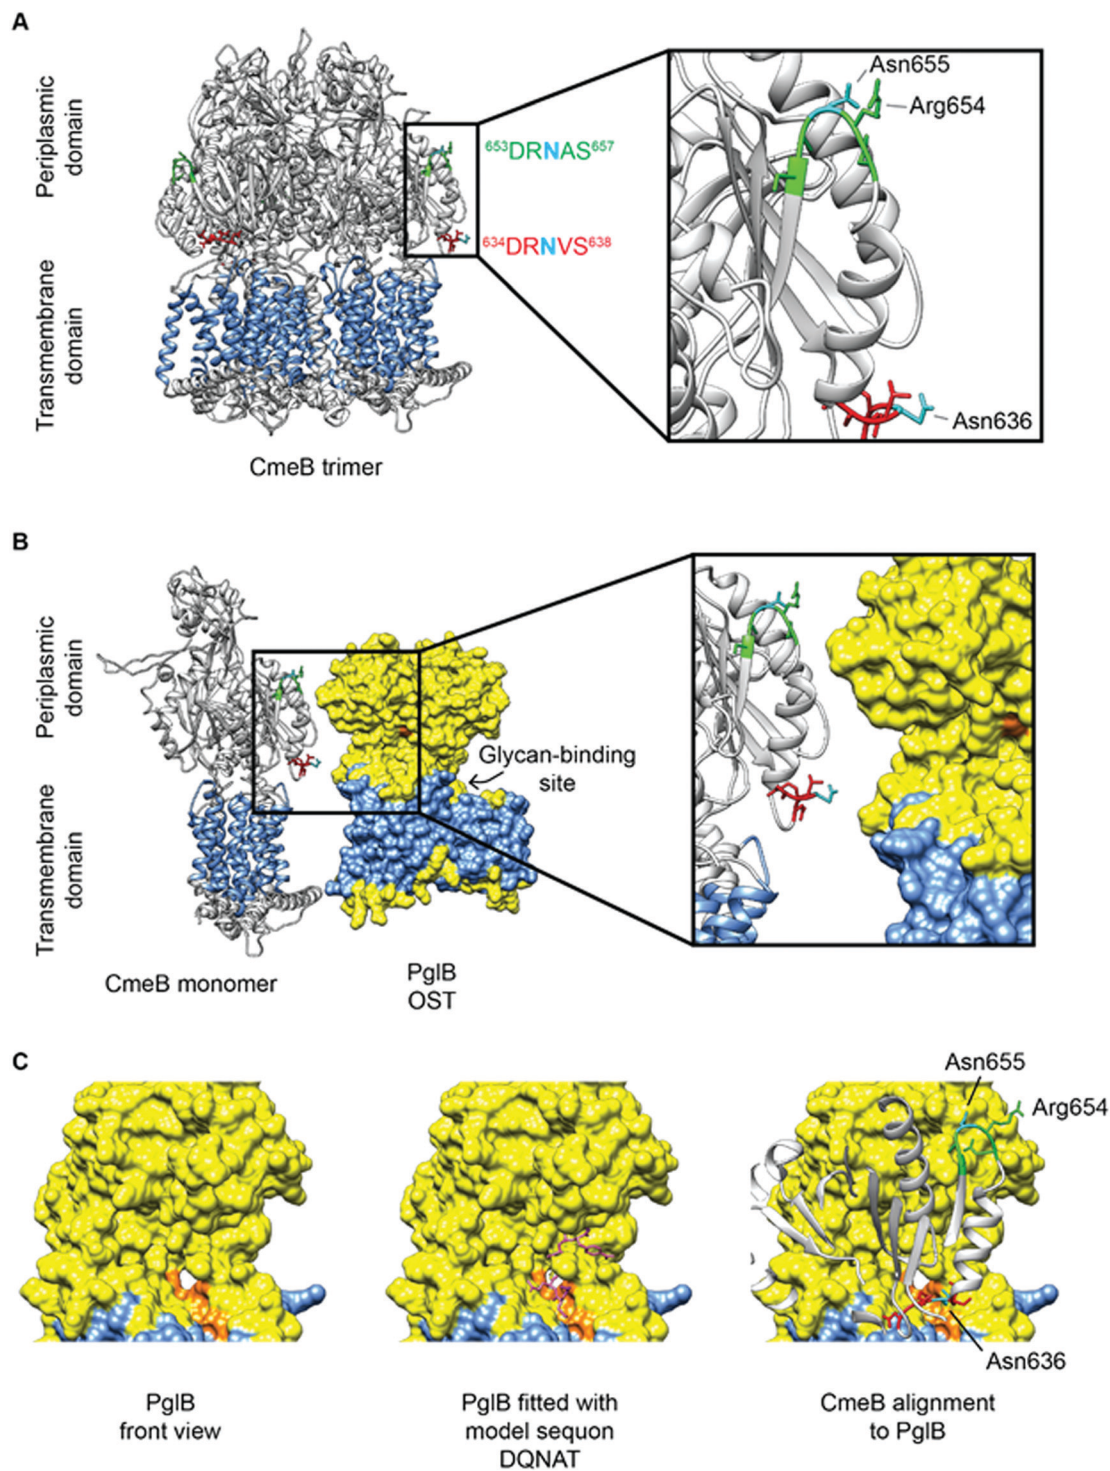 A
Periplasmic
domain
Transmembrane
domain
⁶⁵³DRNAS⁶⁵⁷
⁶³⁴DRNVS⁶³⁸
Asn655
Arg654
Asn636
CmeB trimer
B
Periplasmic
domain
Transmembrane
domain
Glycan-binding
site
CmeB monomer
PglB
OST
C
Asn655
Arg654
Asn636
PglB
front view
PglB fitted with
model sequon
DQNAT
CmeB alignment
to PglB